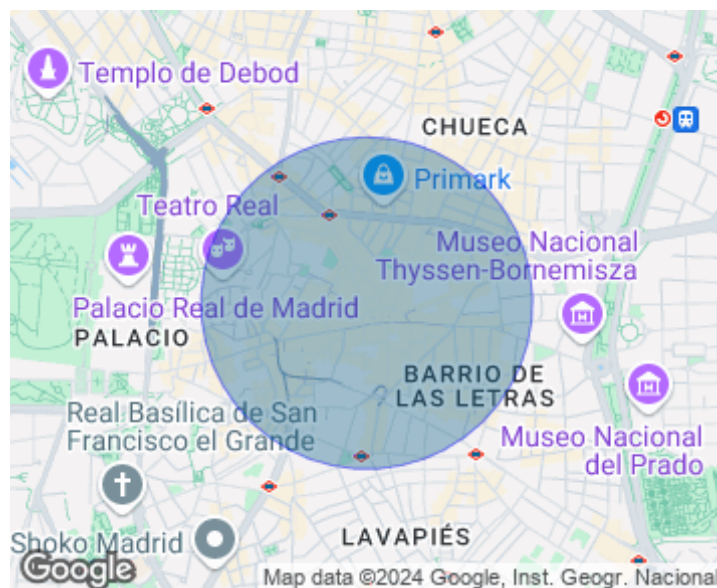 Templo de Debod
CHUECA
Primark
Teatro Real
Museo Nacional
Thyssen-Bornemisza
Palacio Real de Madrid
PALACIO
BARRIO DE
LAS LETRAS
Real Basílica de San
Francisco el Grande
Museo Nacional
del Prado
Shoko Madrid
LAVAPIÉS
Google
Map data ©2024 Google, Inst. Geogr. Nacional